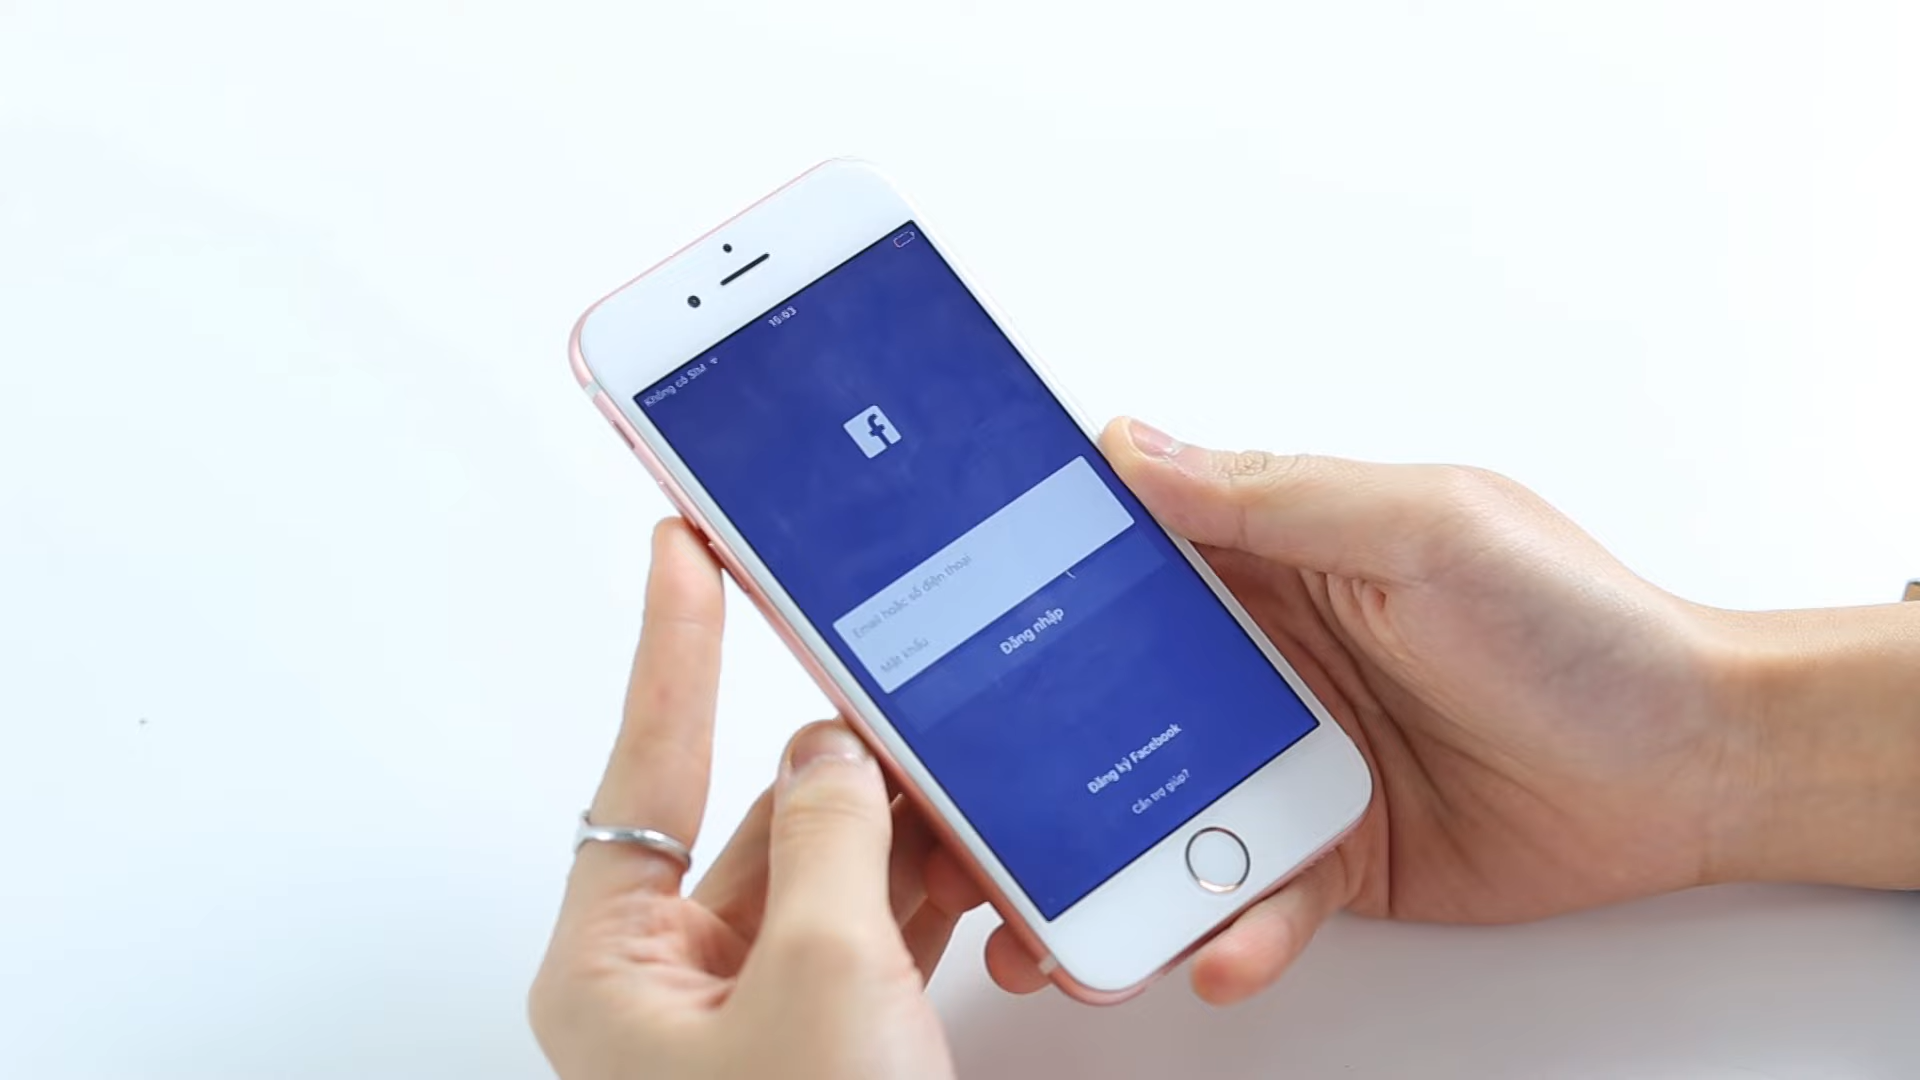 Không có SIM
15:03
f
Email hoặc số điện thoại
Mật khẩu
Đăng nhập
Đăng ký Facebook
Cần trợ giúp?